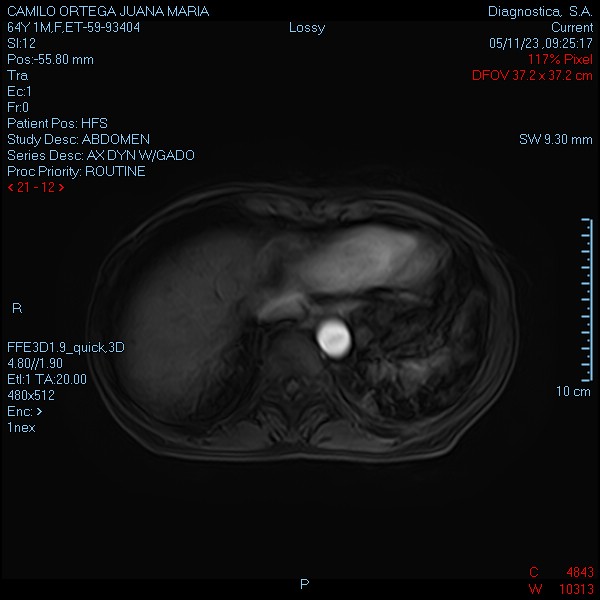 CAMILO ORTEGA JUANA MARIA
64Y 1M,F,ET-59-93404
Sl:12
Pos:-55.80 mm
Tra
Ec:1
Fr:0
Patient Pos: HFS
Study Desc: ABDOMEN
Series Desc: AX DYN W/GADO
Proc Priority: ROUTINE
< 21 - 12 >
Lossy
Diagnostica, S.A.
Current
05/11/23 ,09:25:17
117% Pixel
DFOV 37.2 x 37.2 cm
SW 9.30 mm
R
FFE3D1.9_quick,3D
4.80//1.90
Etl:1 TA:20.00
480x512
Enc: >
1nex
10 cm
P
C 4843
W 10313